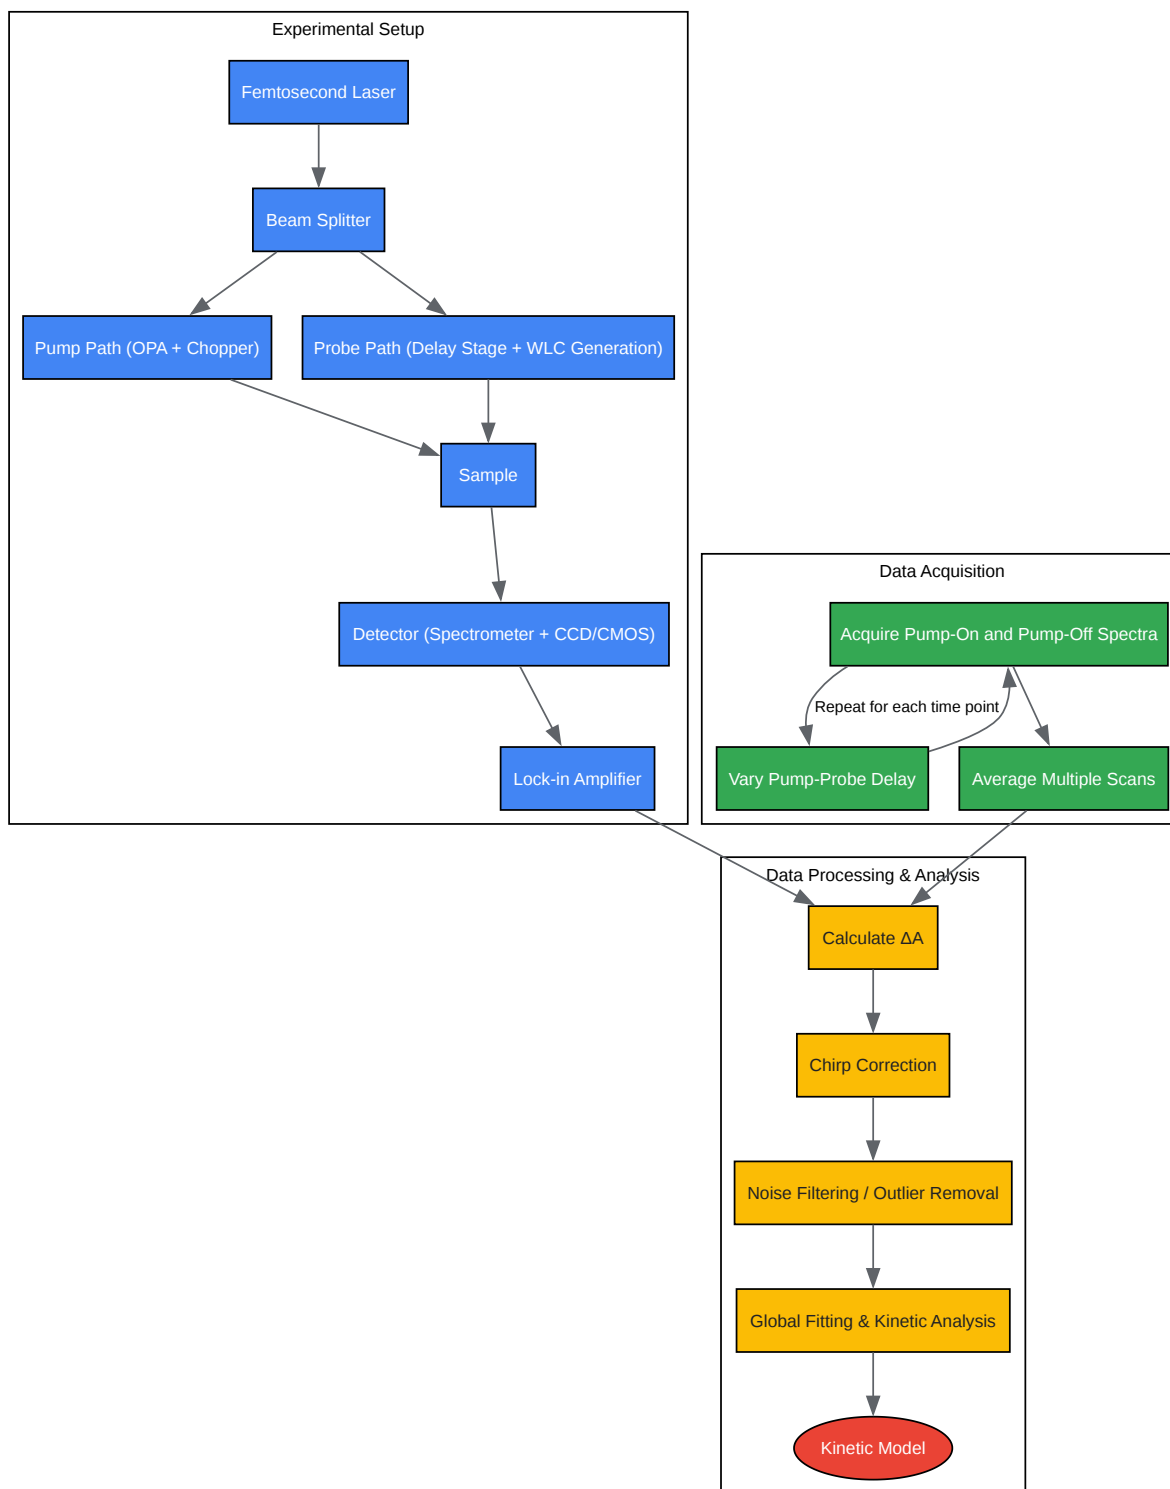 Experimental Setup
Femtosecond Laser
Beam Splitter
Pump Path (OPA + Chopper)
Probe Path (Delay Stage + WLC Generation)
Sample
Detector (Spectrometer + CCD/CMOS)
Lock-in Amplifier
Data Acquisition
Acquire Pump-On and Pump-Off Spectra
Repeat for each time point
Vary Pump-Probe Delay
Average Multiple Scans
Data Processing & Analysis
Calculate ΔA
Chirp Correction
Noise Filtering / Outlier Removal
Global Fitting & Kinetic Analysis
Kinetic Model